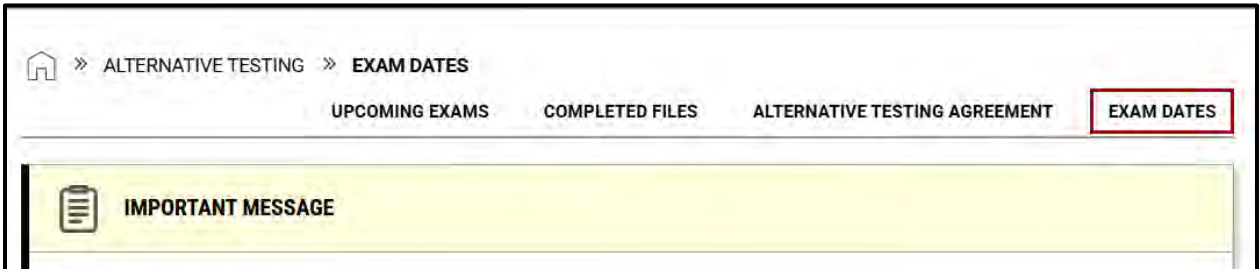 » ALTERNATIVE TESTING » EXAM DATES
UPCOMING EXAMS COMPLETED FILES ALTERNATIVE TESTING AGREEMENT EXAM DATES
IMPORTANT MESSAGE